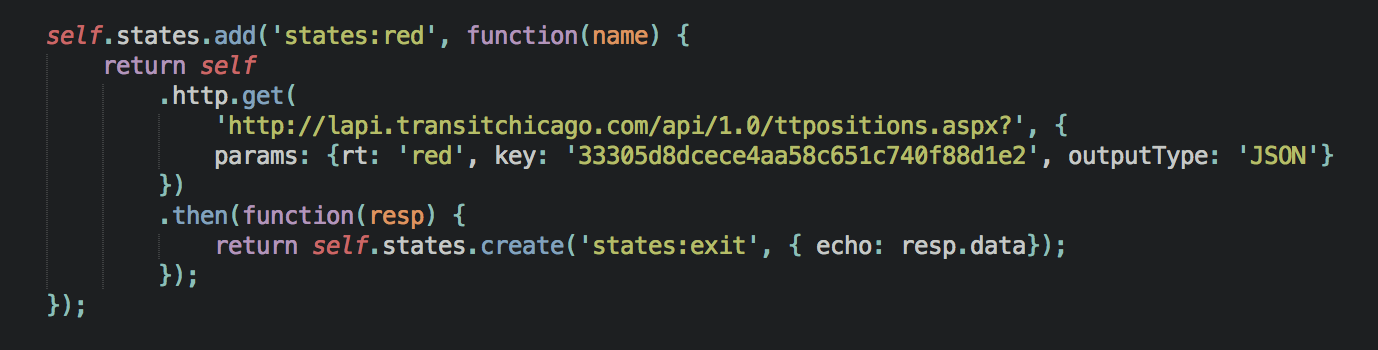 self.states.add('states:red', function(name) {
return self
.http.get(
'http://lapi.transitchicago.com/api/1.0/ttpositions.aspx?', {
params: {rt: 'red', key: '33305d8dcece4aa58c651c740f88d1e2', outputType: 'JSON'}
})
.then(function(resp) {
return self.states.create('states:exit', { echo: resp.data});
});
});